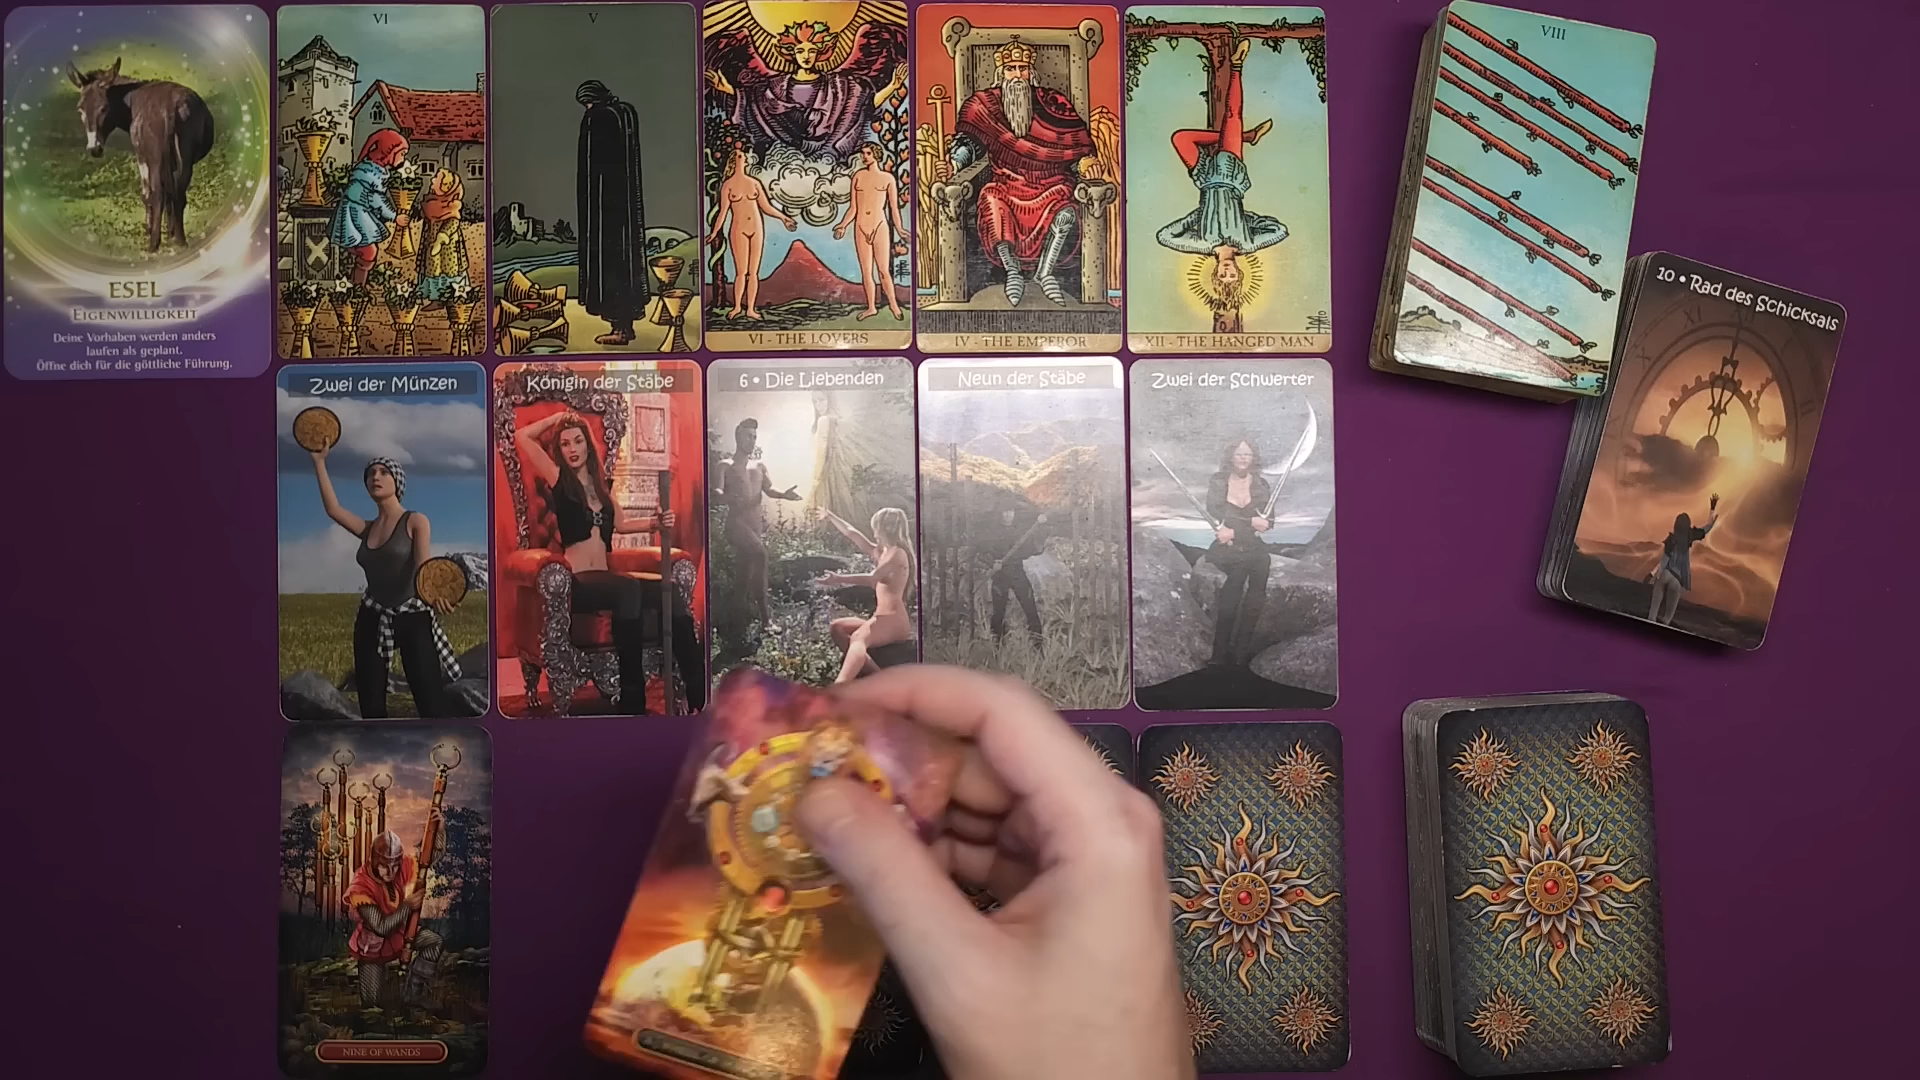 VI
V
VIII
ESEL
EIGENWILLIGKEIT
Deine Vorhaben werden anders
laufen als geplant.
Öffne dich für die göttliche Führung.
VI - THE LOVERS
IV - THE EMPEROR
XII - THE HANGED MAN
10 • Rad des Schicksals
Zwei der Münzen
Königin der Stäbe
6 • Die Liebenden
Neun der Stäbe
Zwei der Schwerter
NINE OF WANDS